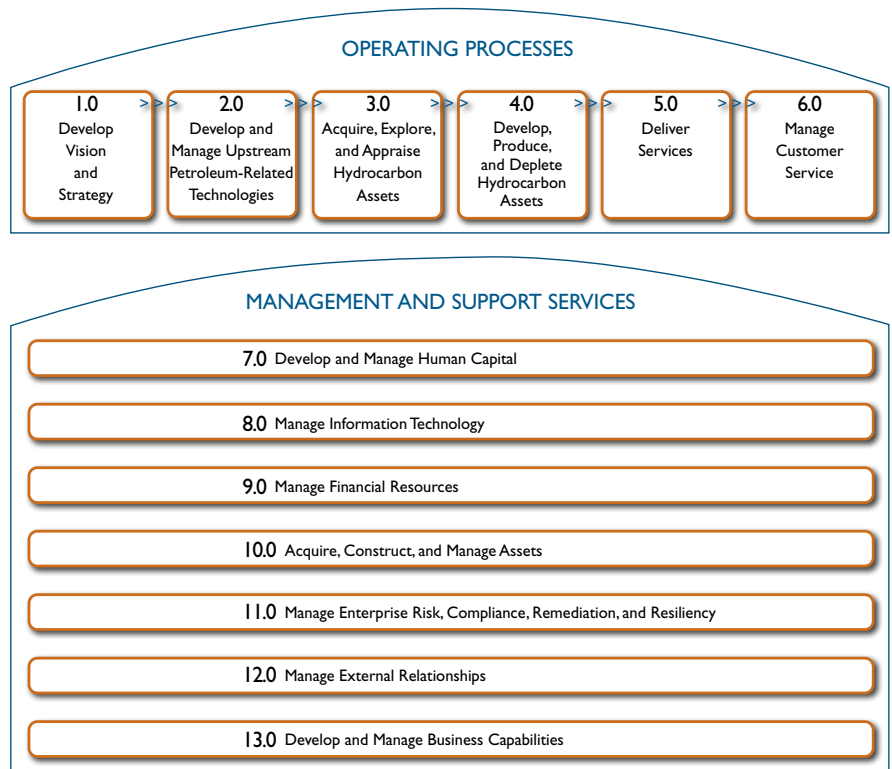 OPERATING PROCESSES
1.0 >>> 2.0 >>> 3.0 >>> 4.0 >>> 5.0 >>> 6.0
Develop
Vision
and
Strategy
Develop and
Manage Upstream
Petroleum-Related
Technologies
Acquire, Explore,
and Appraise
Hydrocarbon
Assets
Develop,
Produce,
and Deplete
Hydrocarbon
Assets
Deliver
Services
Manage
Customer
Service
MANAGEMENT AND SUPPORT SERVICES
7.0 Develop and Manage Human Capital
8.0 Manage Information Technology
9.0 Manage Financial Resources
10.0 Acquire, Construct, and Manage Assets
11.0 Manage Enterprise Risk, Compliance, Remediation, and Resiliency
12.0 Manage External Relationships
13.0 Develop and Manage Business Capabilities